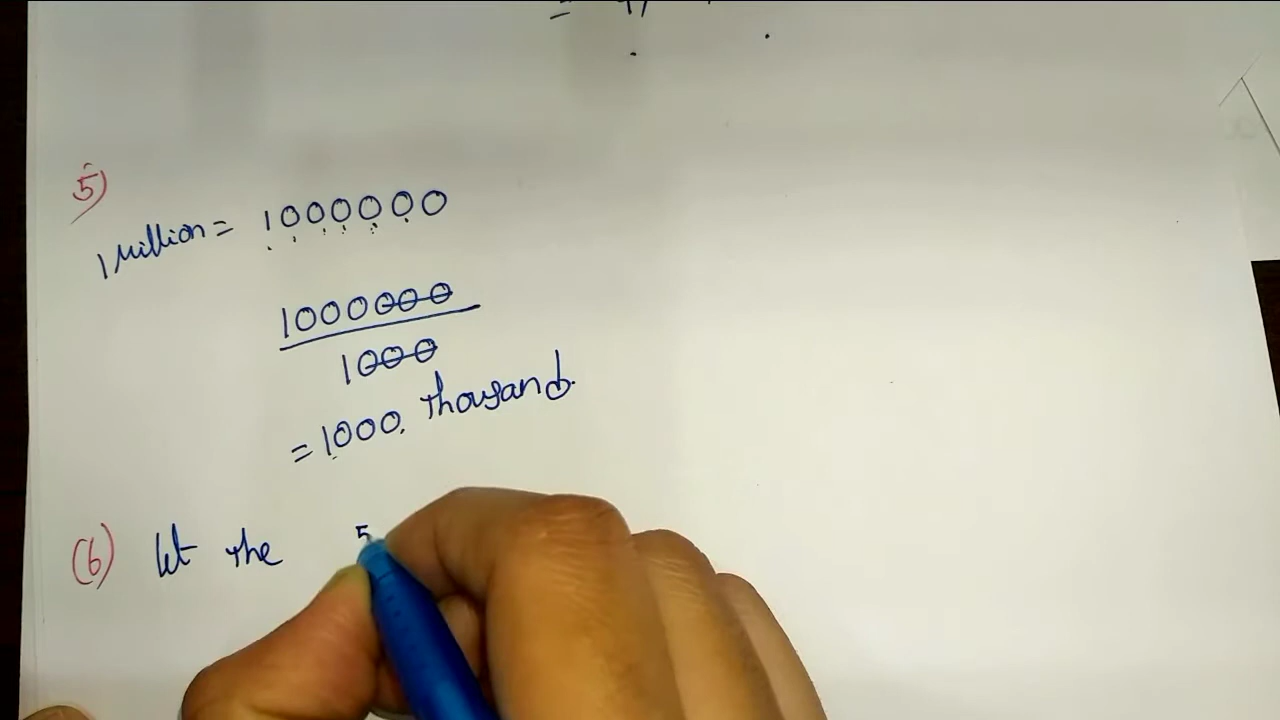 5)
1 Million = 1000000
1000000
1000
= 1000 thousand.
(6) let the 5